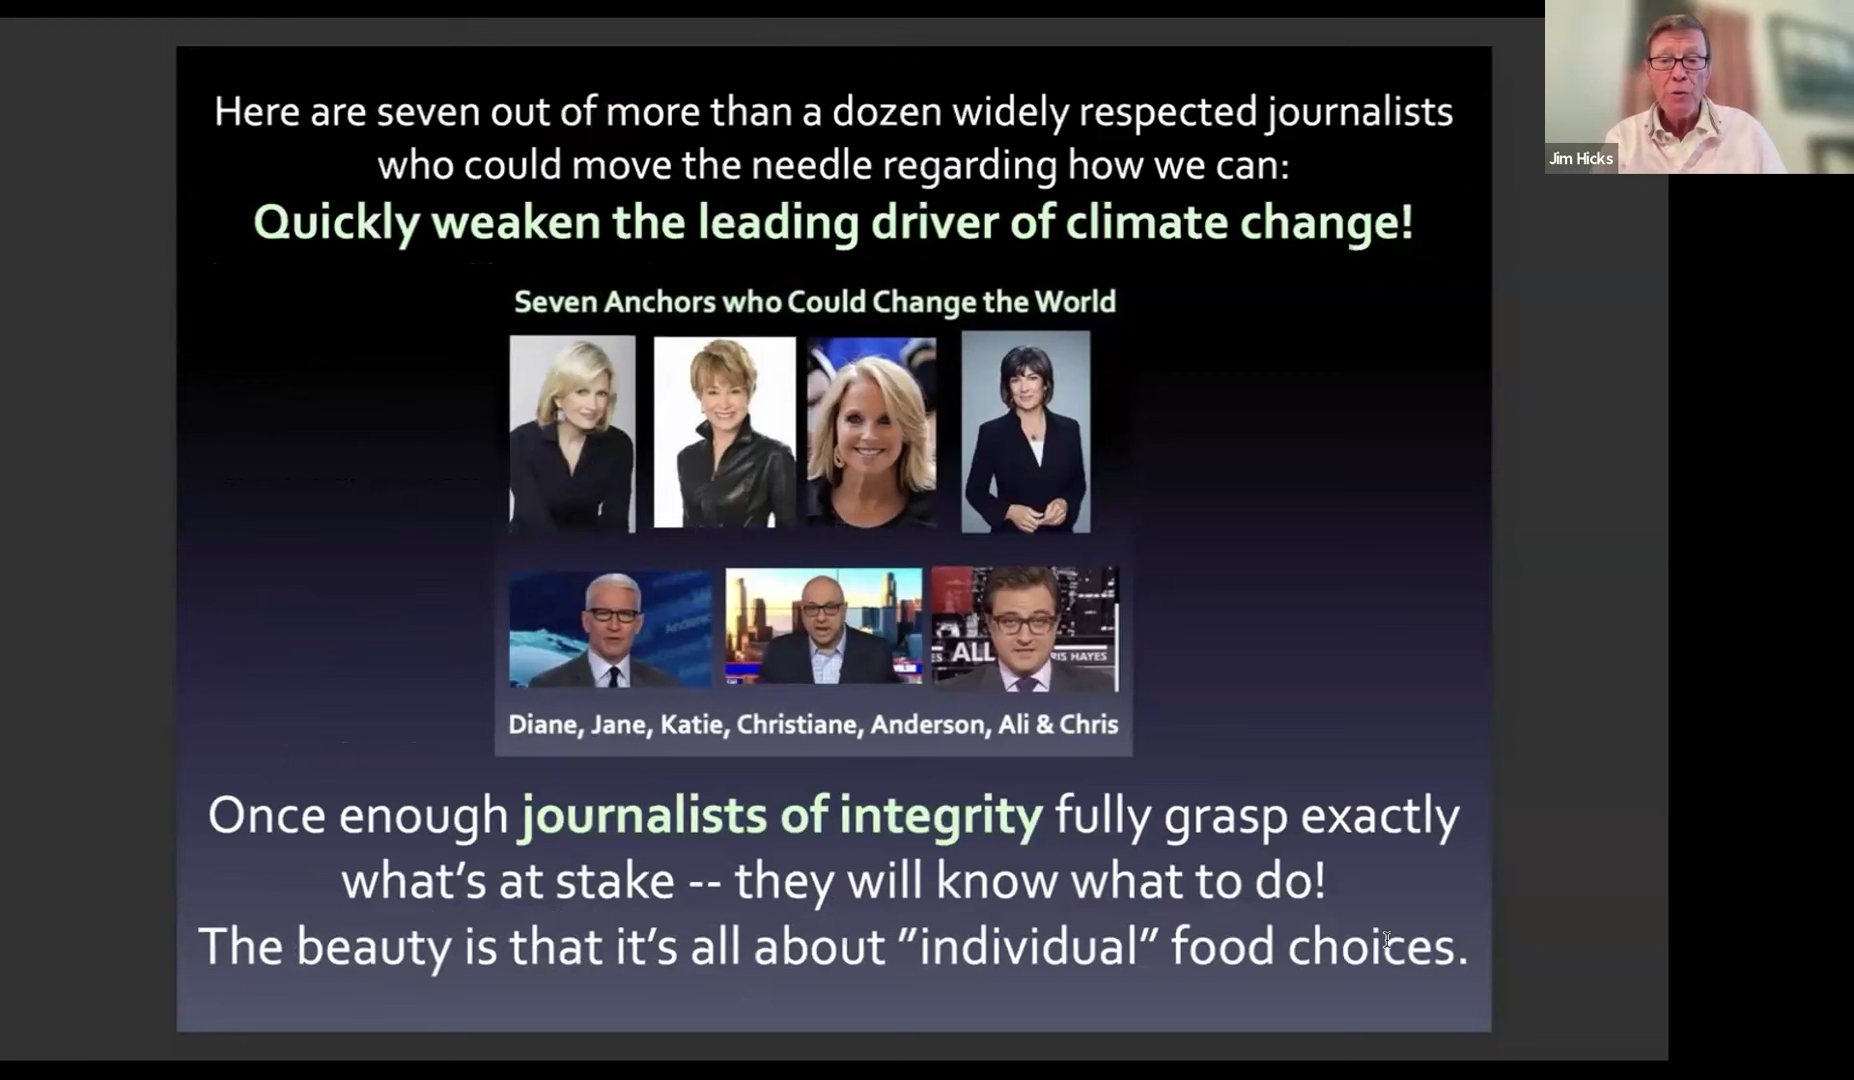 Here are seven out of more than a dozen widely respected journalists
who could move the needle regarding how we can:
Quickly weaken the leading driver of climate change!
Jim Hicks
Seven Anchors who Could Change the World
ALL
RIS HAYES
Diane, Jane, Katie, Christiane, Anderson, Ali & Chris
Once enough journalists of integrity fully grasp exactly
what's at stake -- they will know what to do!
The beauty is that it's all about "individual" food choices.